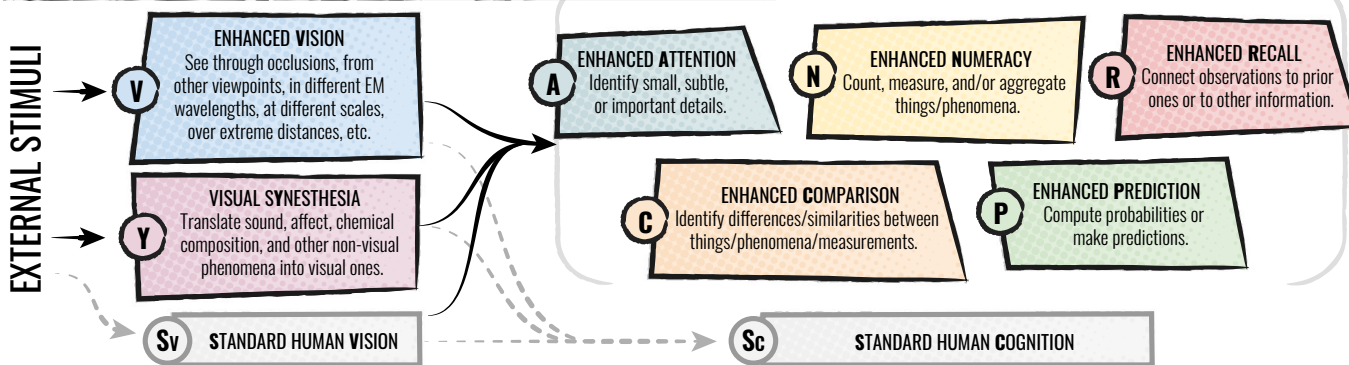 EXTERNAL STIMULI
V
ENHANCED VISION
See through occlusions, from
other viewpoints, in different EM
wavelengths, at different scales,
over extreme distances, etc.
Y
VISUAL SYNESTHESIA
Translate sound, affect, chemical
composition, and other non-visual
phenomena into visual ones.
Sv
STANDARD HUMAN VISION
A
ENHANCED ATTENTION
Identify small, subtle,
or important details.
N
ENHANCED NUMERACY
Count, measure, and/or aggregate
things/phenomena.
R
ENHANCED RECALL
Connect observations to prior
ones or to other information.
C
ENHANCED COMPARISON
Identify differences/similarities between
things/phenomena/measurements.
P
ENHANCED PREDICTION
Compute probabilities or
make predictions.
Sc
STANDARD HUMAN COGNITION